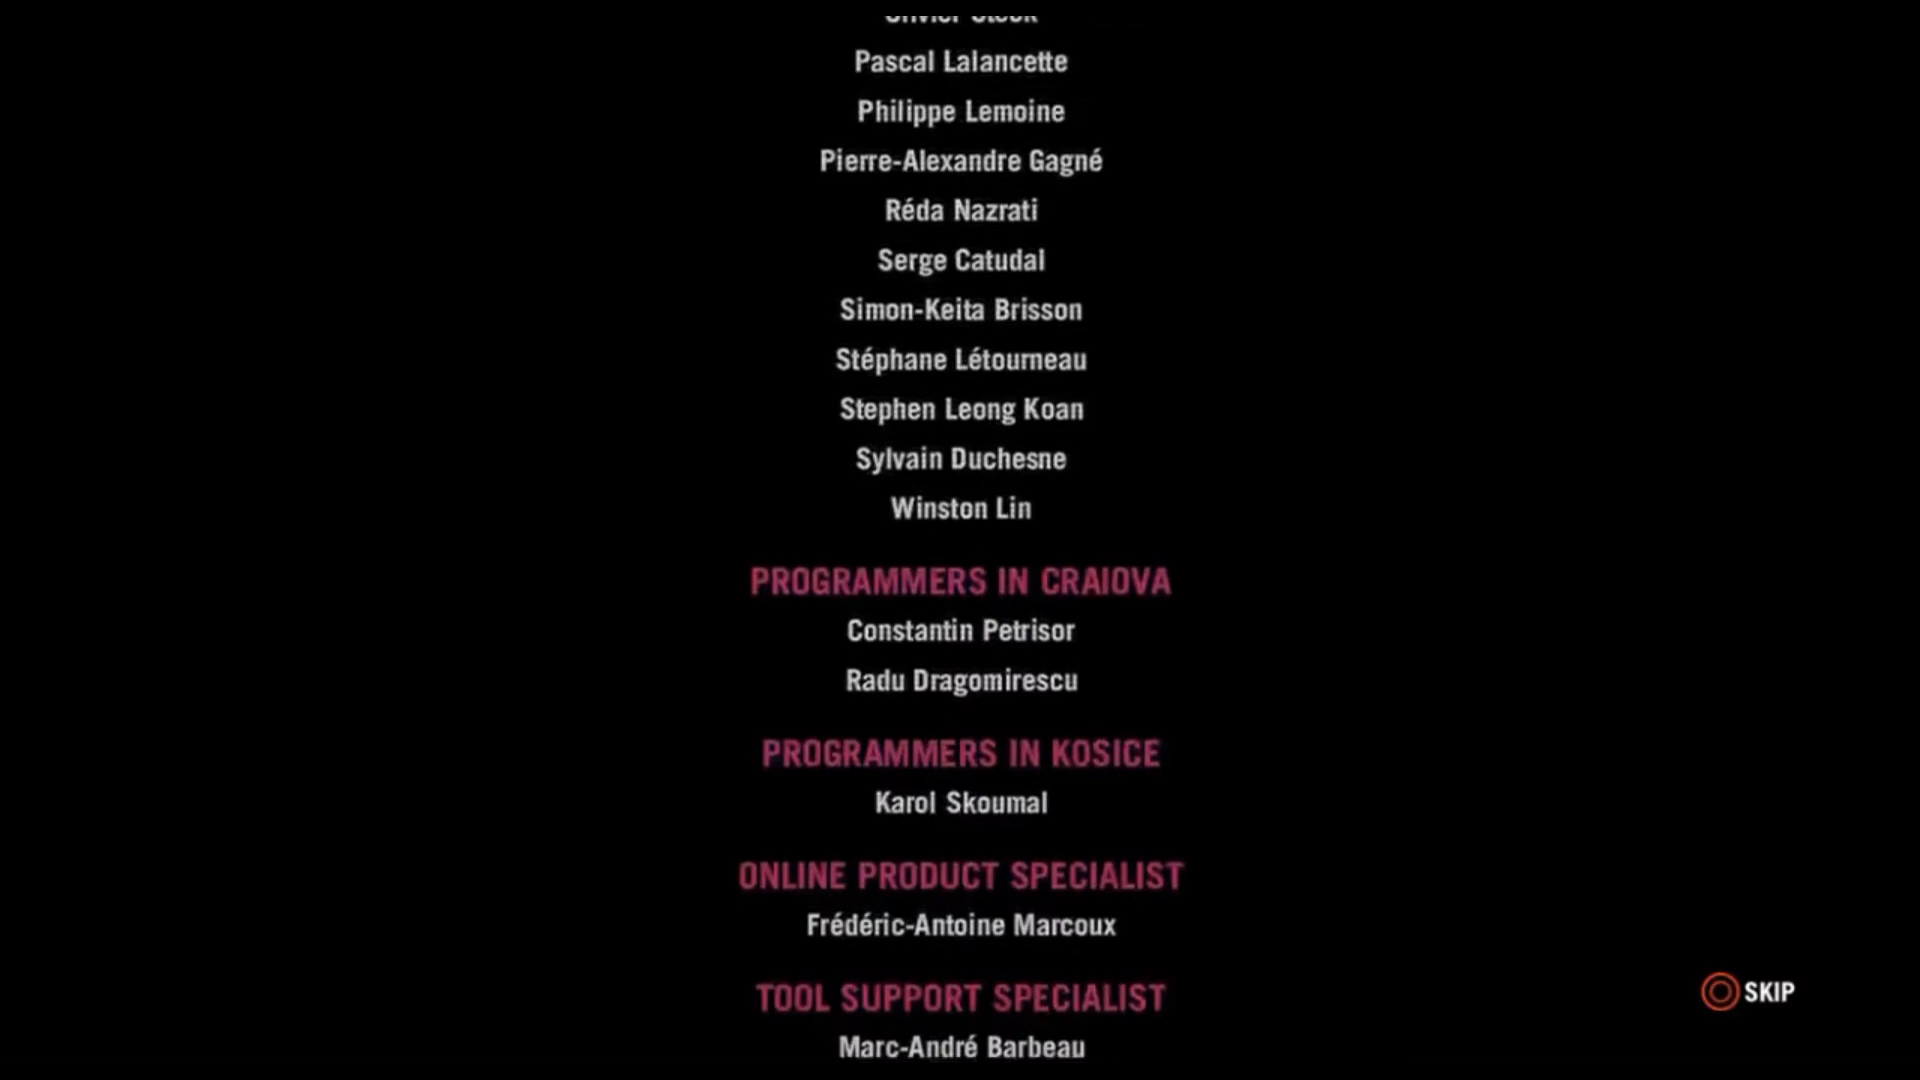 Pascal Lalancette
Philippe Lemoine
Pierre-Alexandre Gagné
Réda Nazrati
Serge Catudal
Simon-Keita Brisson
Stéphane Létourneau
Stephen Leong Koan
Sylvain Duchesne
Winston Lin
PROGRAMMERS IN CRAIOVA
Constantin Petrisor
Radu Dragomirescu
PROGRAMMERS IN KOSICE
Karol Skoumal
ONLINE PRODUCT SPECIALIST
Frédéric-Antoine Marcoux
TOOL SUPPORT SPECIALIST
SKIP
Marc-André Barbeau